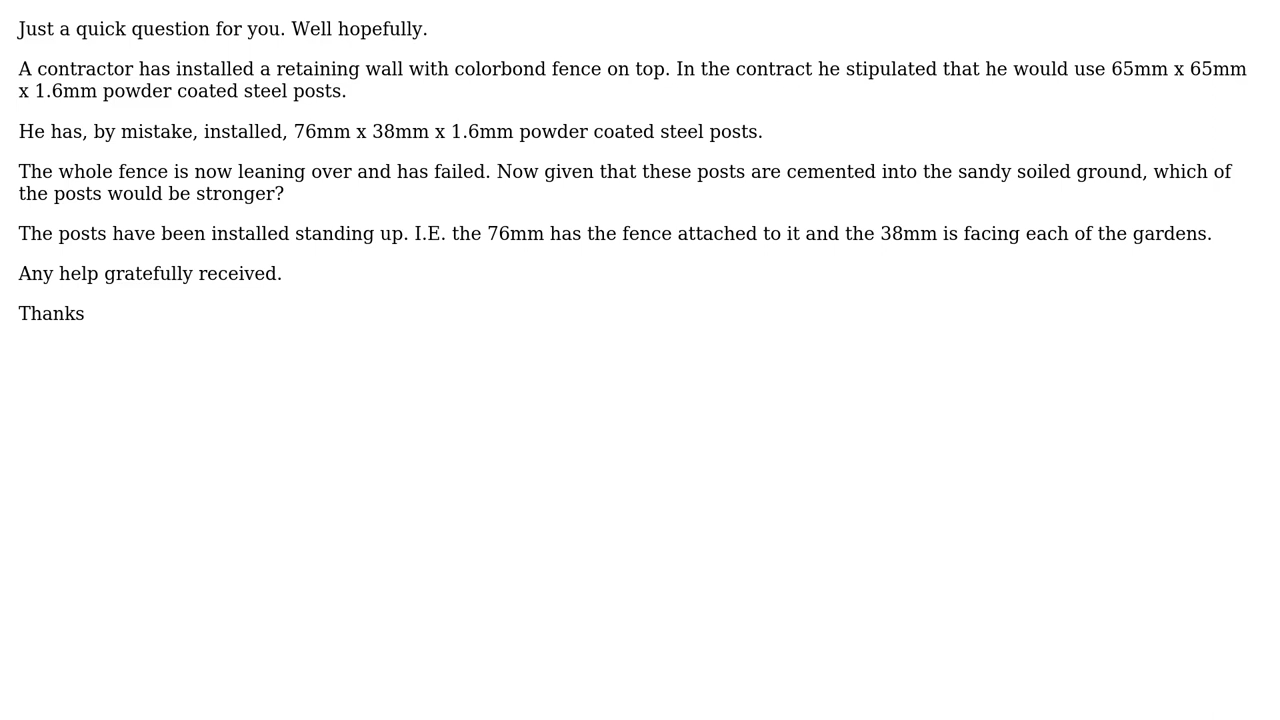 Just a quick question for you. Well hopefully.
A contractor has installed a retaining wall with colorbond fence on top. In the contract he stipulated that he would use 65mm x 65mm
x 1.6mm powder coated steel posts.
He has, by mistake, installed, 76mm x 38mm x 1.6mm powder coated steel posts.
The whole fence is now leaning over and has failed. Now given that these posts are cemented into the sandy soiled ground, which of
the posts would be stronger?
The posts have been installed standing up. I.E. the 76mm has the fence attached to it and the 38mm is facing each of the gardens.
Any help gratefully received.
Thanks